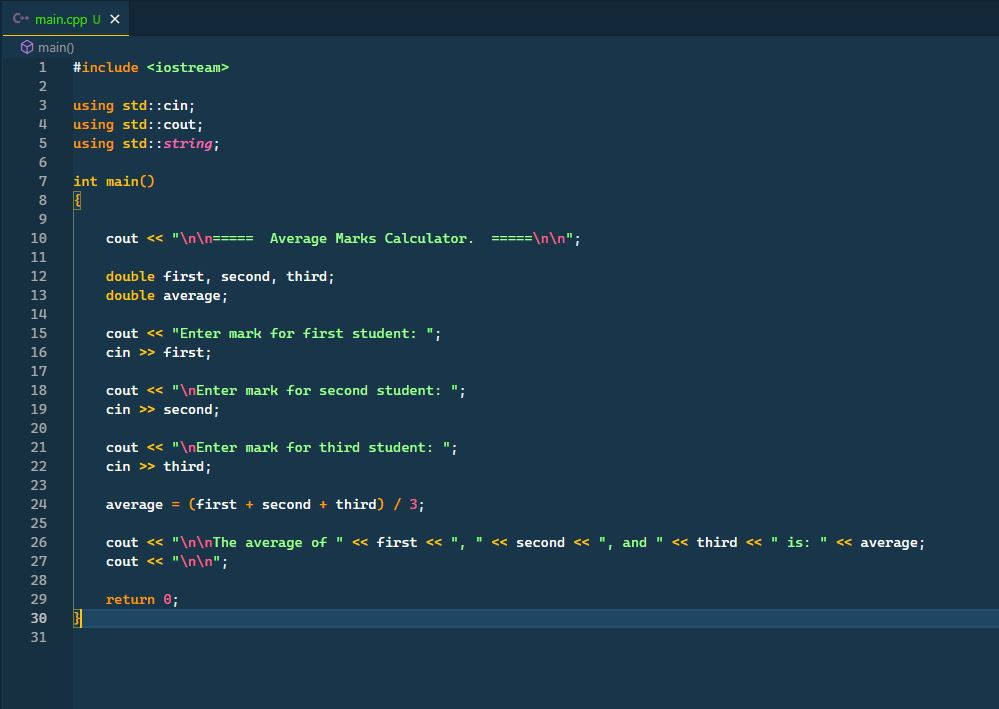 C++ main.cpp U ✕
main()
1 #include <iostream>
2
3 using std::cin;
4 using std::cout;
5 using std::string;
6
7 int main()
8 {
9
10     cout << "\n\n=====  Average Marks Calculator.  =====\n\n";
11
12     double first, second, third;
13     double average;
14
15     cout << "Enter mark for first student: ";
16     cin >> first;
17
18     cout << "\nEnter mark for second student: ";
19     cin >> second;
20
21     cout << "\nEnter mark for third student: ";
22     cin >> third;
23
24     average = (first + second + third) / 3;
25
26     cout << "\n\nThe average of " << first << ", " << second << ", and " << third << " is: " << average;
27     cout << "\n\n";
28
29     return 0;
30 }
31